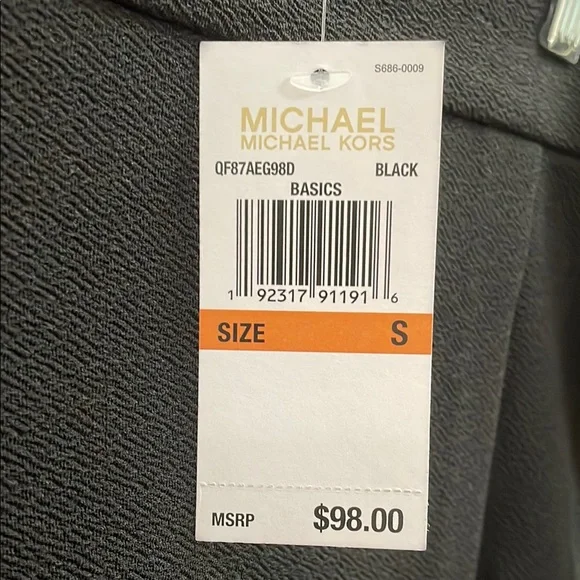 S686-0009
MICHAEL
MICHAEL KORS
QF87AEG98D BLACK
BASICS
1 92317 91191 6
SIZE S
MSRP $98.00